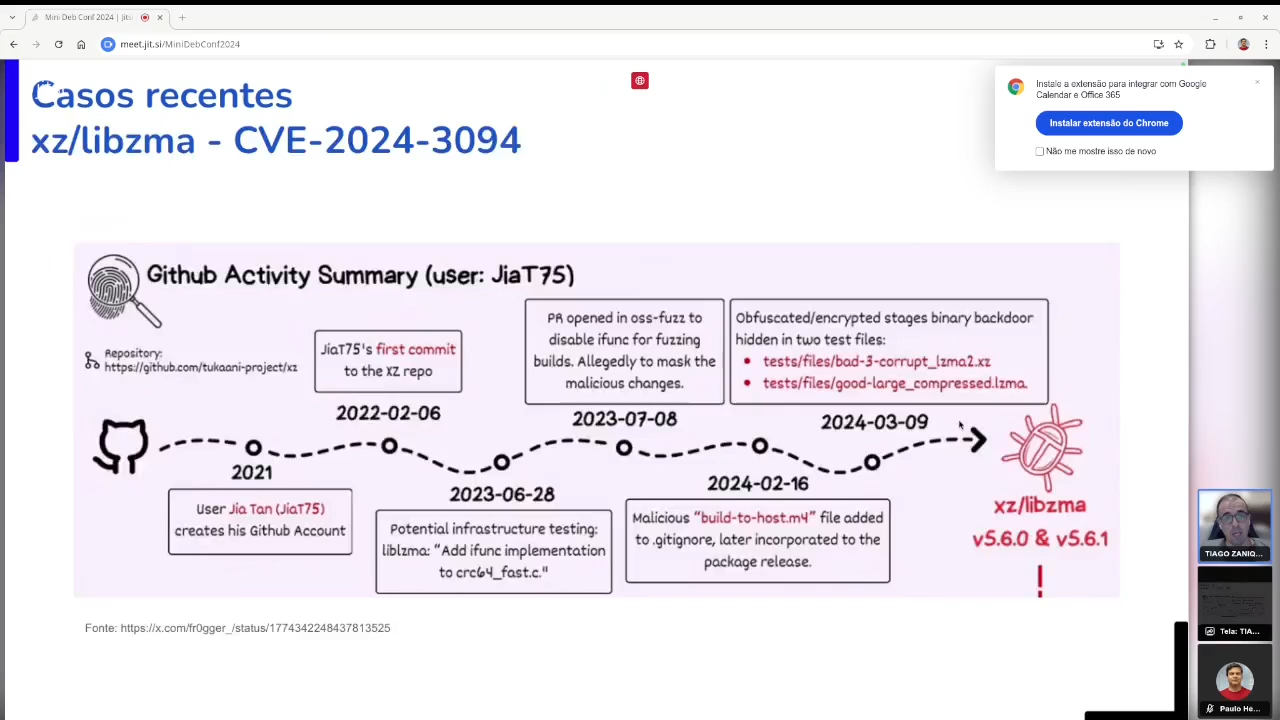 Mini Deb Conf 2024 | Jitsi
meet.jit.si/MiniDebConf2024
Instale a extensão para integrar com Google
Calendar e Office 365
Instalar extensão do Chrome
Não me mostre isso de novo
Casos recentes
xz/libzma - CVE-2024-3094
Github Activity Summary (user: JiaT75)
Repository:
https://github.com/tukaani-project/xz
JiaT75's first commit
to the XZ repo
2022-02-06
PR opened in oss-fuzz to
disable ifunc for fuzzing
builds. Allegedly to mask the
malicious changes.
2023-07-08
Obfuscated/encrypted stages binary backdoor
hidden in two test files:
• tests/files/bad-3-corrupt_lzma2.xz
• tests/files/good-large_compressed.lzma.
2024-03-09
2021
User Jia Tan (JiaT75)
creates his Github Account
2023-06-28
Potential infrastructure testing:
liblzma: "Add ifunc implementation
to crc64_fast.c."
2024-02-16
Malicious "build-to-host.m4" file added
to .gitignore, later incorporated to the
package release.
xz/libzma
v5.6.0 & v5.6.1
!
Fonte: https://x.com/fr0gger_/status/1774342248437813525
TIAGO ZANIQ...
Tela: TIA...
Paulo He...